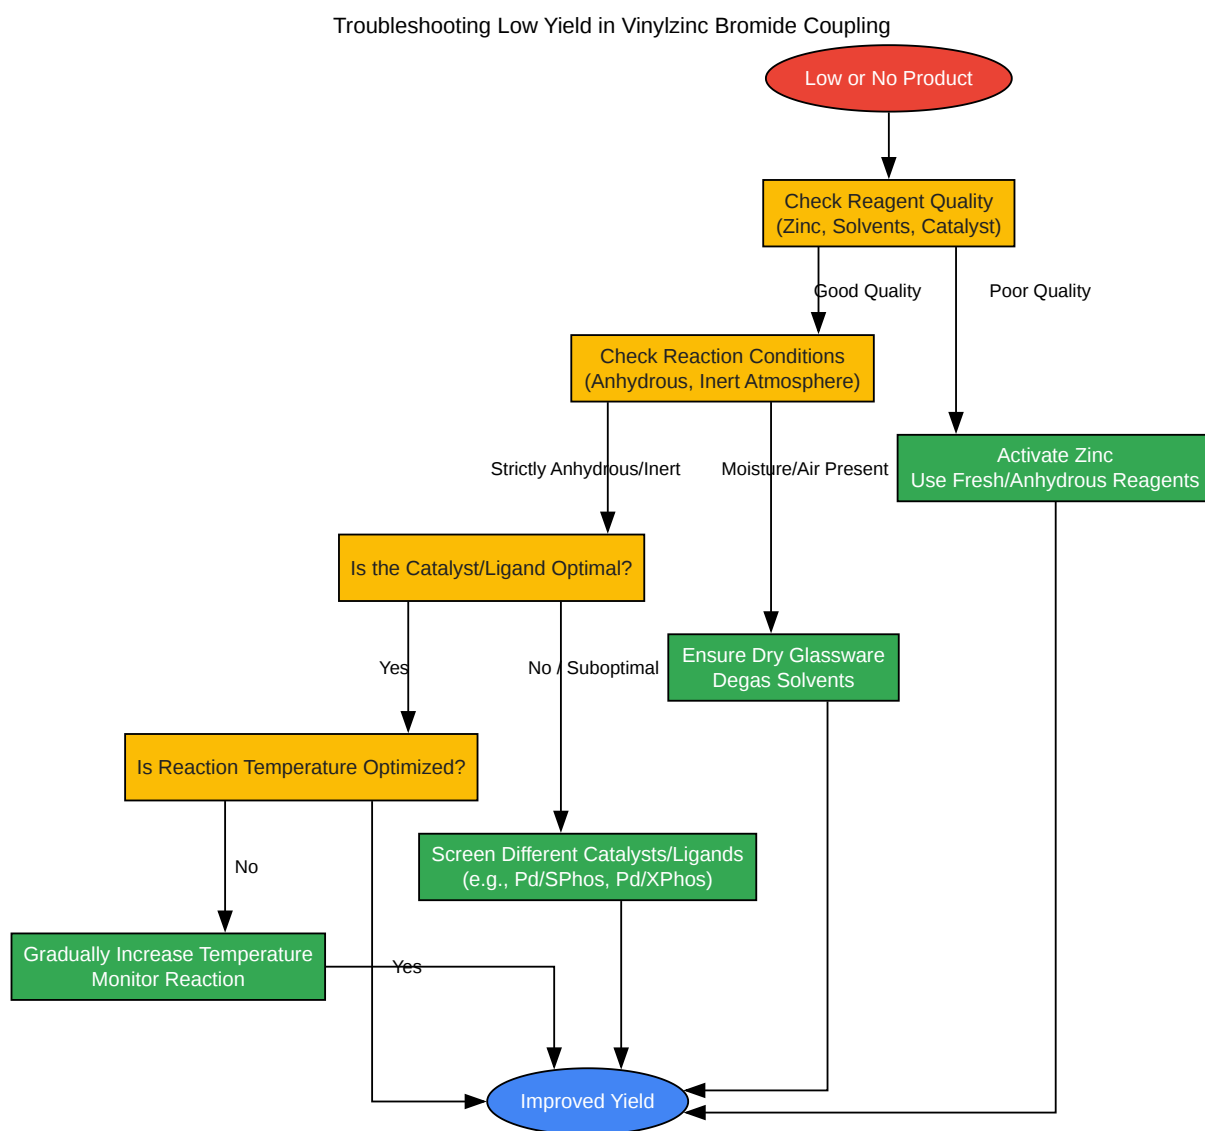 Troubleshooting Low Yield in Vinylzinc Bromide Coupling
Low or No Product
Check Reagent Quality
(Zinc, Solvents, Catalyst)
Good Quality
Poor Quality
Check Reaction Conditions
(Anhydrous, Inert Atmosphere)
Strictly Anhydrous/Inert
Moisture/Air Present
Activate Zinc
Use Fresh/Anhydrous Reagents
Is the Catalyst/Ligand Optimal?
Yes
No / Suboptimal
Ensure Dry Glassware
Degas Solvents
Is Reaction Temperature Optimized?
No
Screen Different Catalysts/Ligands
(e.g., Pd/SPhos, Pd/XPhos)
Gradually Increase Temperature
Monitor Reaction
Yes
Improved Yield